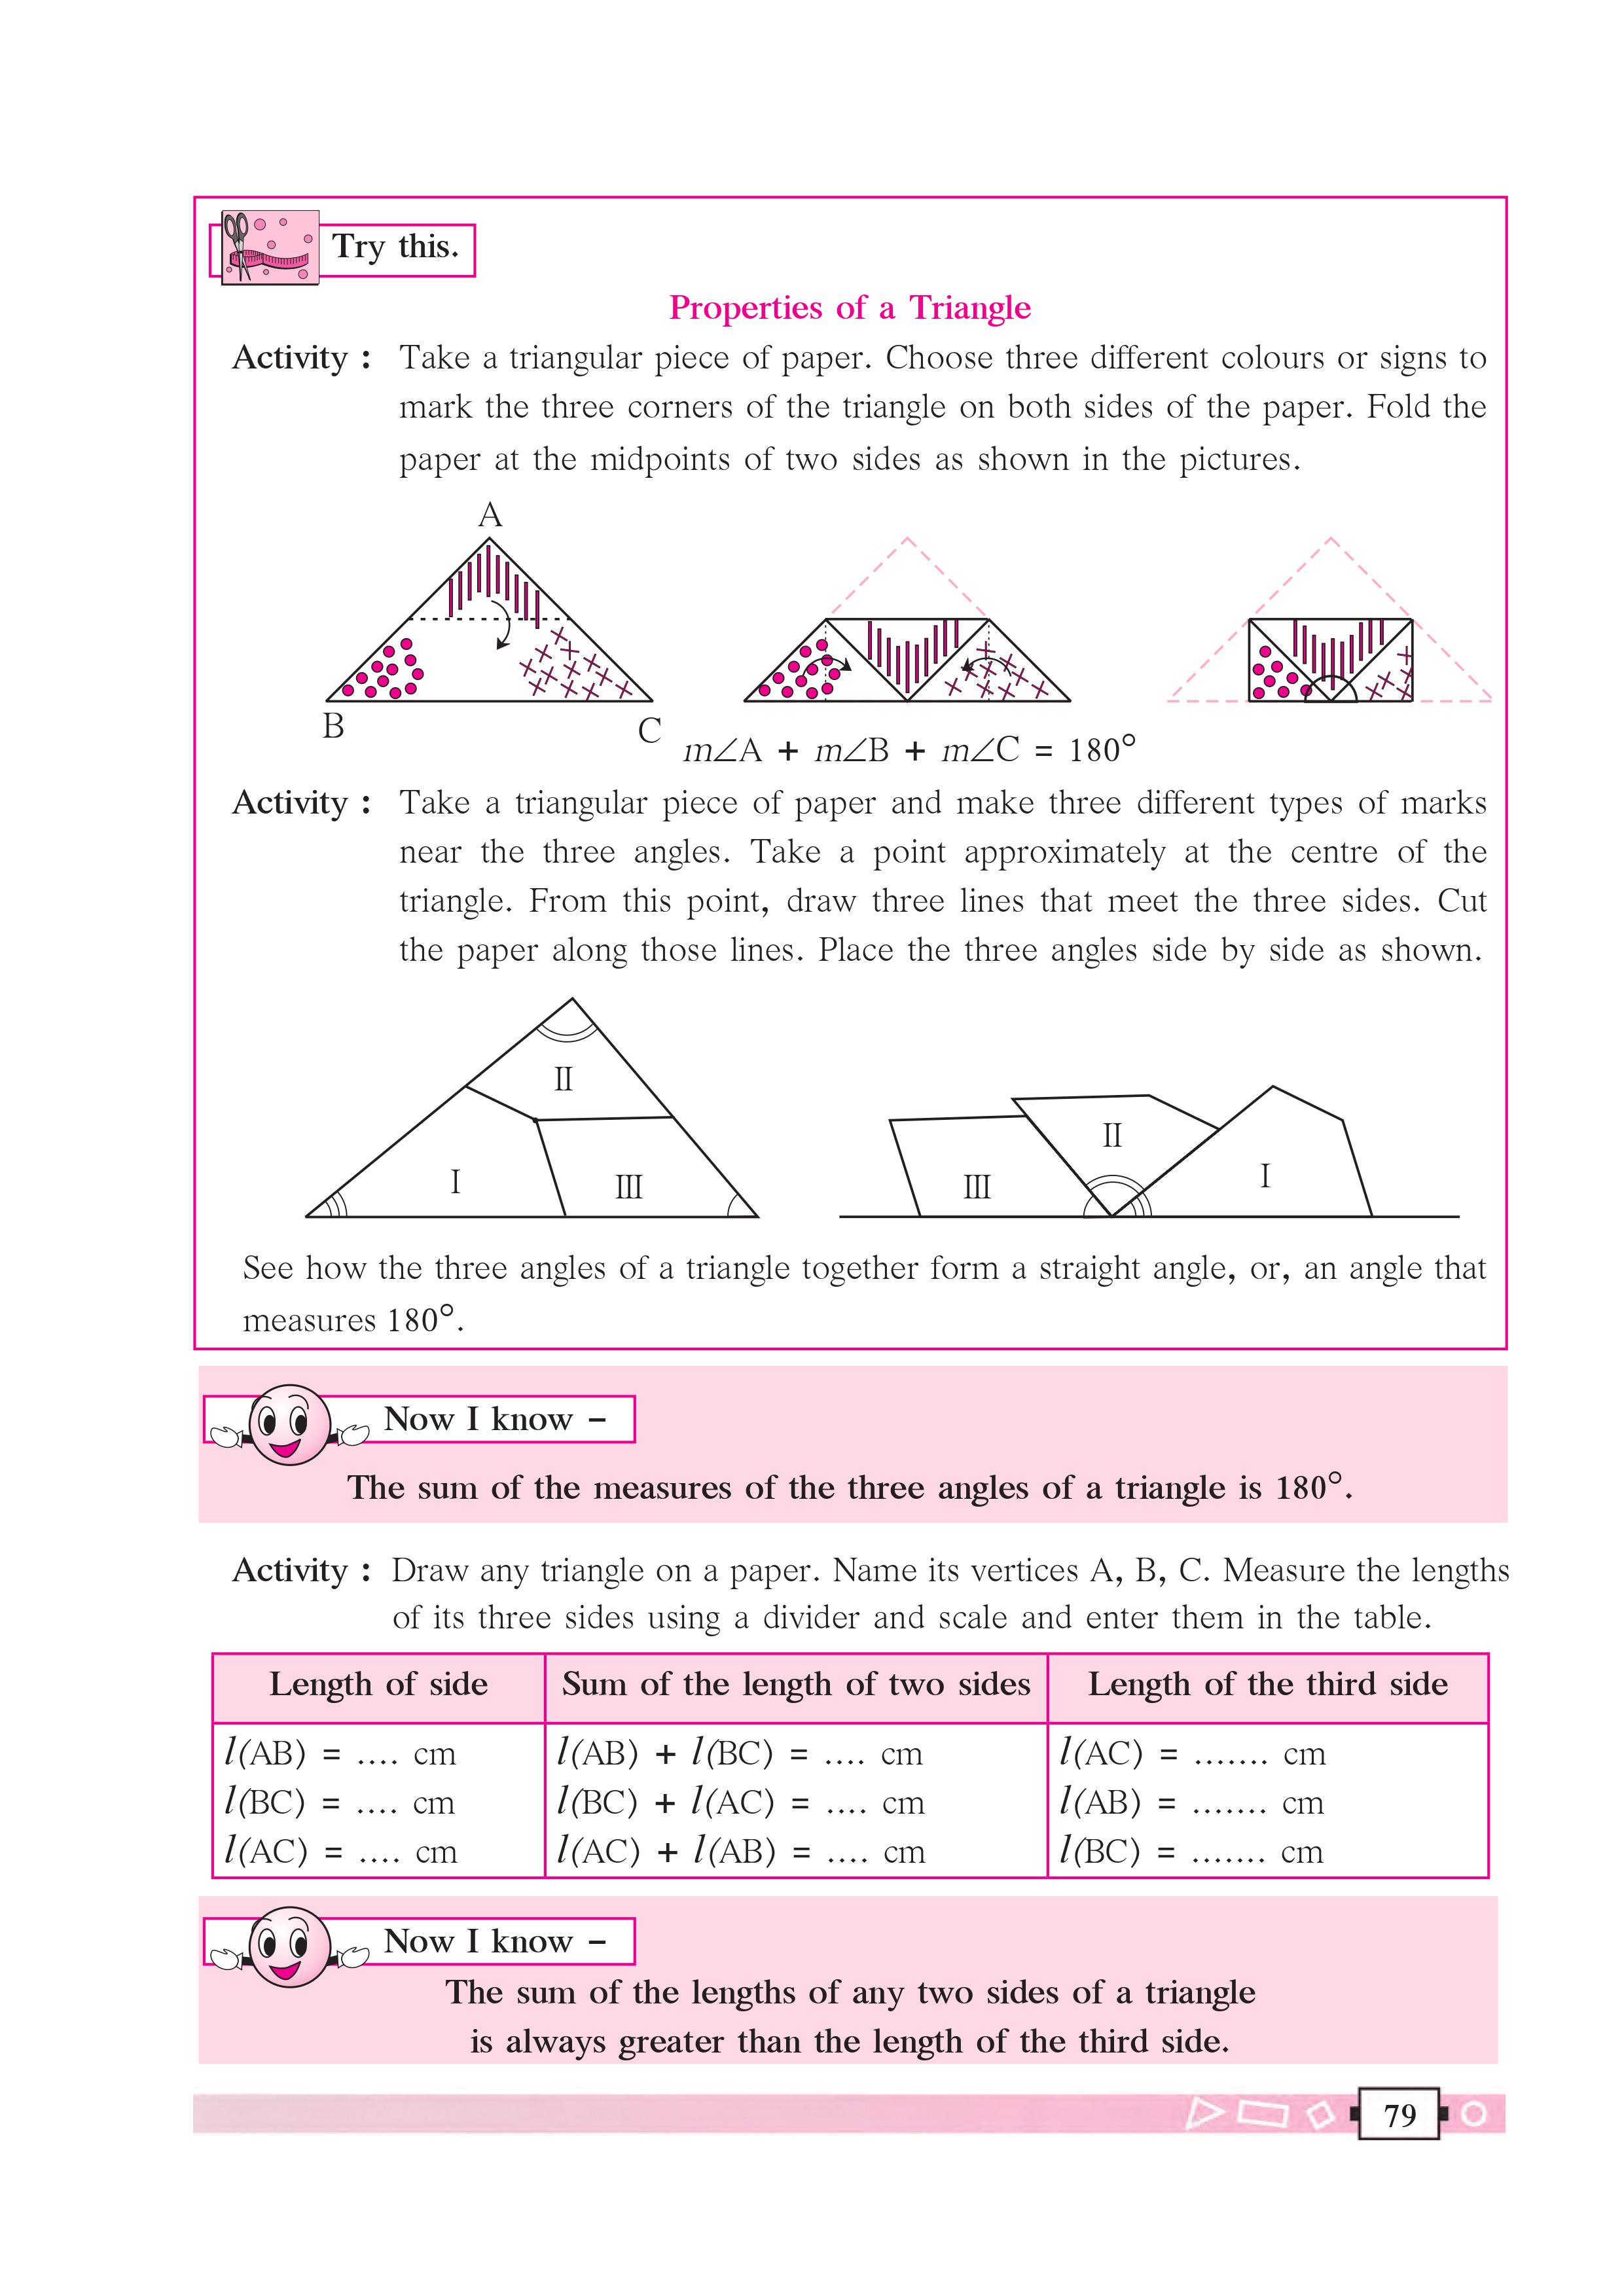 Try this.
Properties of a Triangle
Activity : Take a triangular piece of paper. Choose three different colours or signs to
mark the three corners of the triangle on both sides of the paper. Fold the
paper at the midpoints of two sides as shown in the pictures.
A
B
C
m∠A + m∠B + m∠C = 180°
Activity : Take a triangular piece of paper and make three different types of marks
near the three angles. Take a point approximately at the centre of the
triangle. From this point, draw three lines that meet the three sides. Cut
the paper along those lines. Place the three angles side by side as shown.
II
I
III
III
II
I
See how the three angles of a triangle together form a straight angle, or, an angle that
measures 180°.
Now I know –
The sum of the measures of the three angles of a triangle is 180°.
Activity : Draw any triangle on a paper. Name its vertices A, B, C. Measure the lengths
of its three sides using a divider and scale and enter them in the table.
Length of side Sum of the length of two sides Length of the third side
l(AB) = .... cm l(AB) + l(BC) = .... cm l(AC) = ....... cm
l(BC) = .... cm l(BC) + l(AC) = .... cm l(AB) = ....... cm
l(AC) = .... cm l(AC) + l(AB) = .... cm l(BC) = ....... cm
Now I know –
The sum of the lengths of any two sides of a triangle
is always greater than the length of the third side.
79